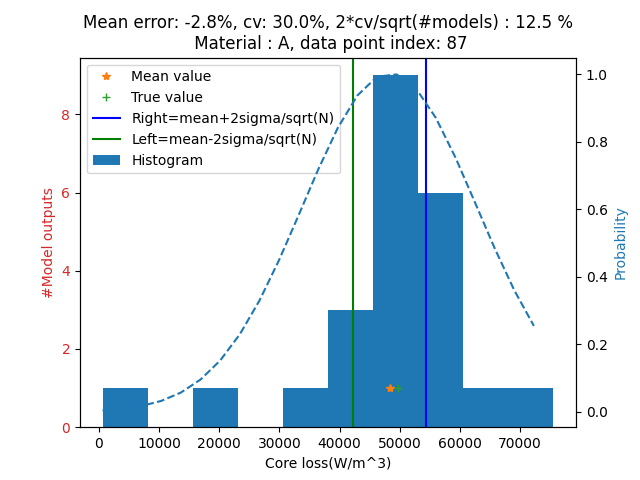 Mean error: -2.8%, cv: 30.0%, 2*cv/sqrt(#models) : 12.5 %
Material : A, data point index: 87
Mean value
True value
Right=mean+2sigma/sqrt(N)
Left=mean-2sigma/sqrt(N)
Histogram
#Model outputs
8
6
4
2
0
1.0
0.8
0.6
0.4
0.2
0.0
Probability
0 10000 20000 30000 40000 50000 60000 70000
Core loss(W/m^3)